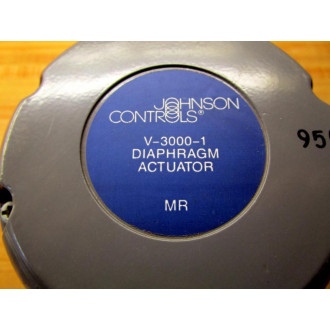 JOHNSON
CONTROLS®
V-3000-1
DIAPHRAGM
ACTUATOR
MR